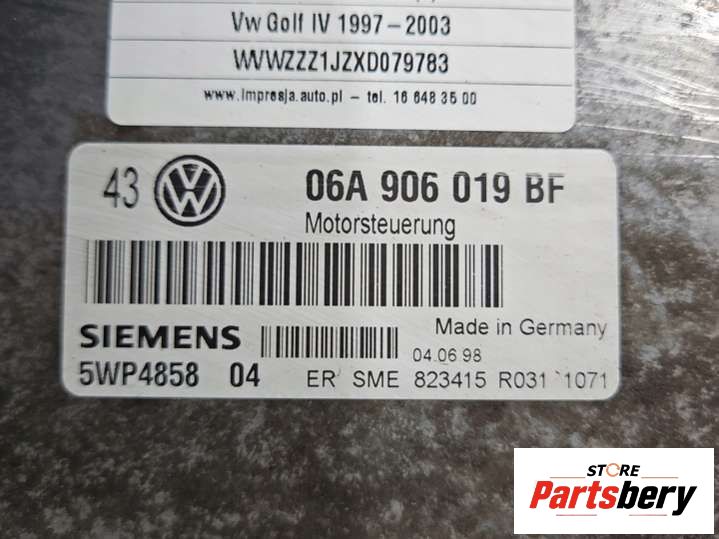 Vw Golf IV 1997-2003
WVWZZZ1JZXD079783
www.impresja.auto.pl - tel. 16 648 35 00
43 VW 06A 906 019 BF
Motorsteuerung
SIEMENS Made in Germany
04.06 98
5WP4858 04 ER SME 823415 R031 1071
STORE
Partsbery